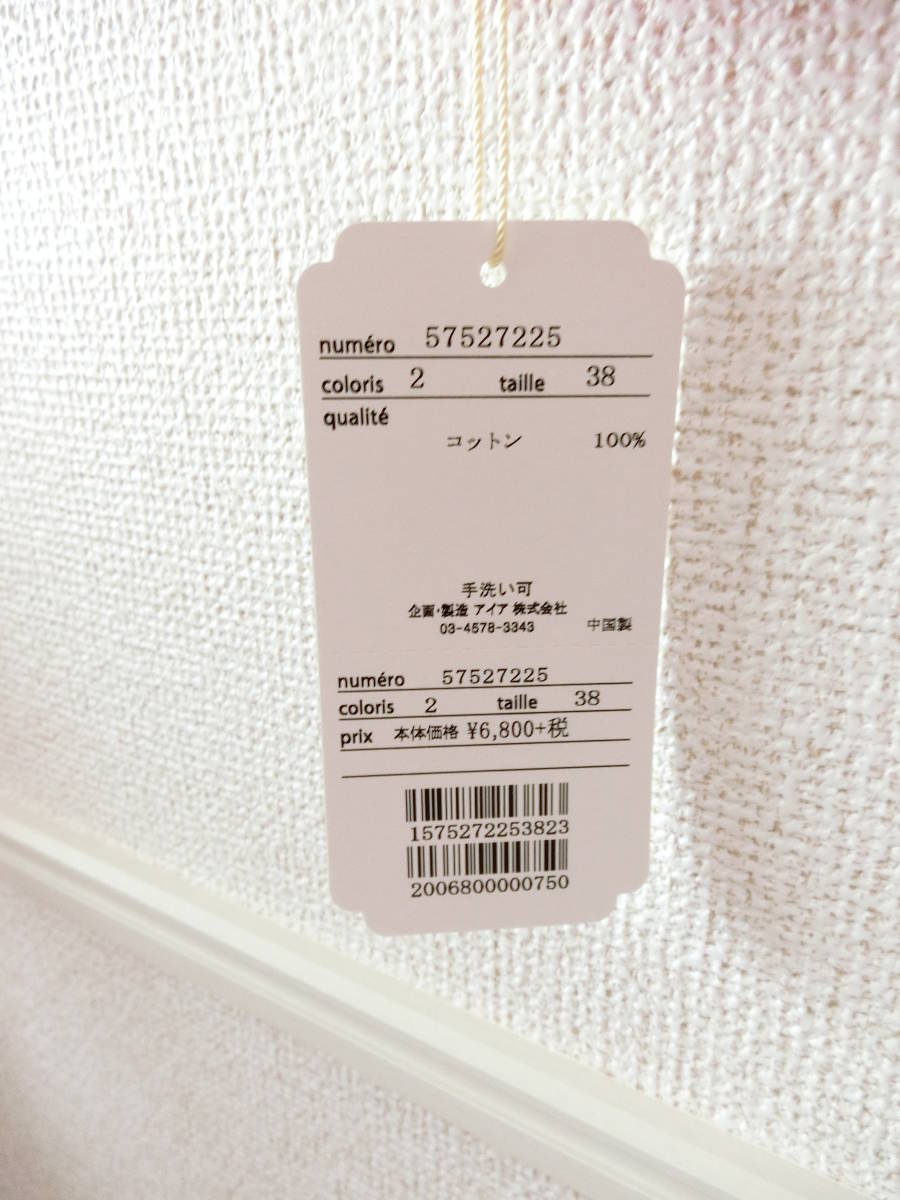 numéro 57527225
coloris 2 taille 38
qualité
コットン 100%
手洗い可
企画・製造 アイア 株式会社
03-4578-3343
中国製
numéro 57527225
coloris 2 taille 38
prix 本体価格 ¥6,800+税
1575272253823
2006800000750